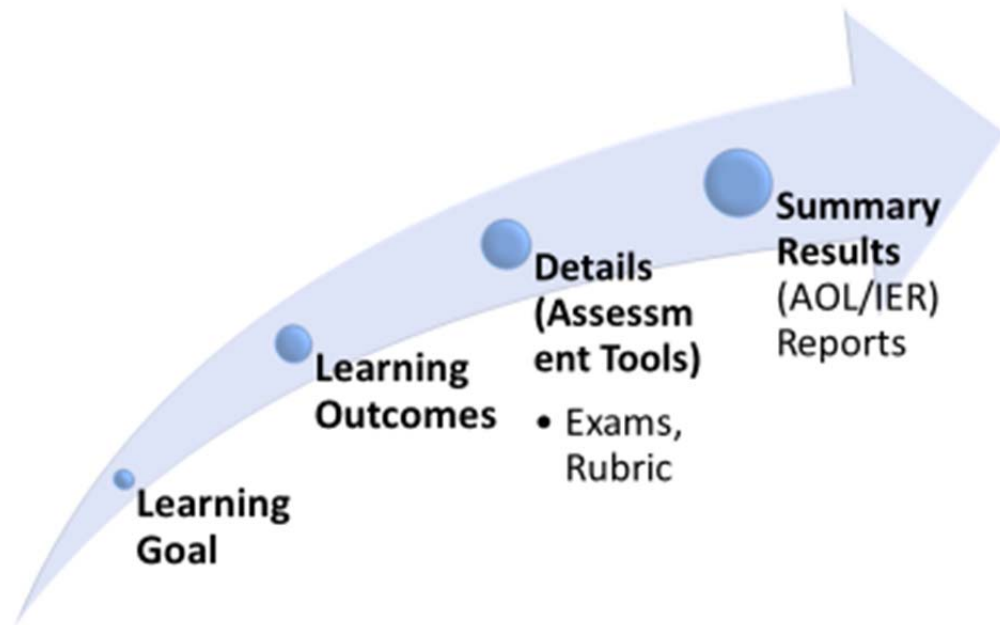 Learning
Goal
Learning
Outcomes
Details
(Assessm
ent Tools)
• Exams,
Rubric
Summary
Results
(AOL/IER)
Reports